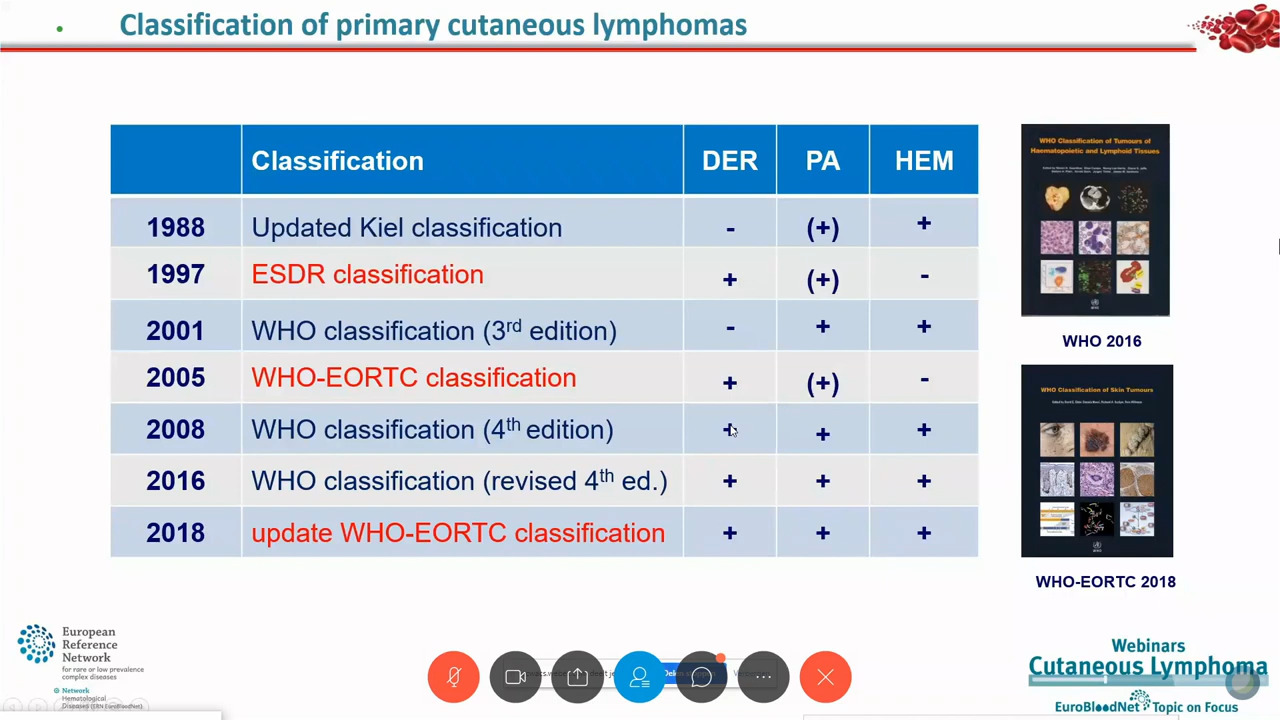 Classification of primary cutaneous lymphomas
Classification DER PA HEM
1988 Updated Kiel classification - (+) +
1997 ESDR classification + (+) -
2001 WHO classification (3rd edition) - + +
2005 WHO-EORTC classification + (+) -
2008 WHO classification (4th edition) + + +
2016 WHO classification (revised 4th ed.) + + +
2018 update WHO-EORTC classification + + +
WHO Classification of Tumours of
Haematopoietic and Lymphoid Tissues
WHO 2016
WHO Classification of Skin Tumours
WHO-EORTC 2018
European
Reference
Network
for rare or low prevalence
complex diseases
Network
Hematological
Diseases (ERN EuroBloodNet)
Webinars
Cutaneous Lymphoma
EuroBloodNet Topic on Focus